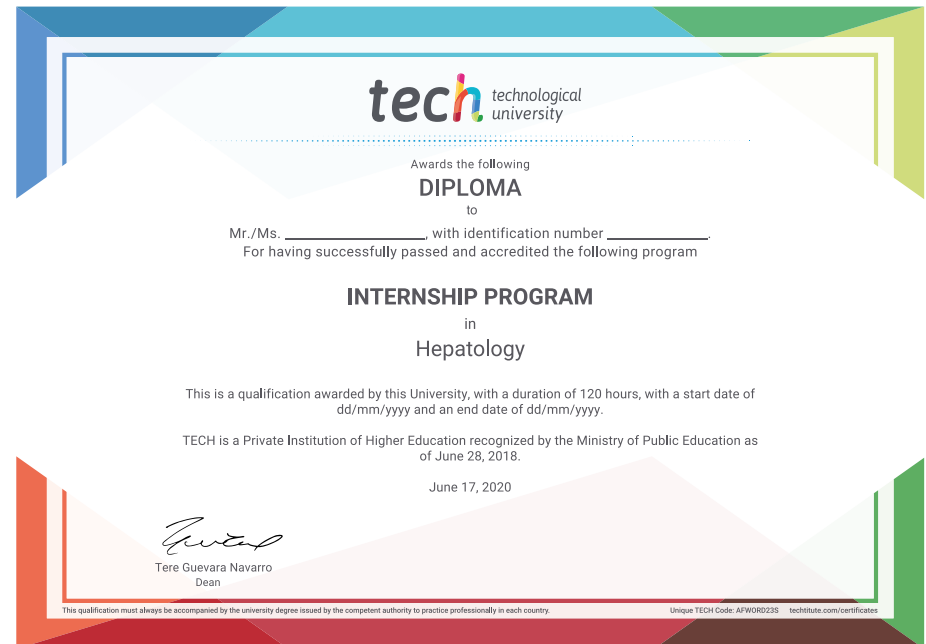 tech technological
university
Awards the following
DIPLOMA
to
Mr./Ms. ____________________, with identification number ______________.
For having successfully passed and accredited the following program
INTERNSHIP PROGRAM
in
Hepatology
This is a qualification awarded by this University, with a duration of 120 hours, with a start date of
dd/mm/yyyy and an end date of dd/mm/yyyy.
TECH is a Private Institution of Higher Education recognized by the Ministry of Public Education as
of June 28, 2018.
June 17, 2020
Tere Guevara Navarro
Dean
This qualification must always be accompanied by the university degree issued by the competent authority to practice professionally in each country. Unique TECH Code: AFWORD23S techtitute.com/certificates